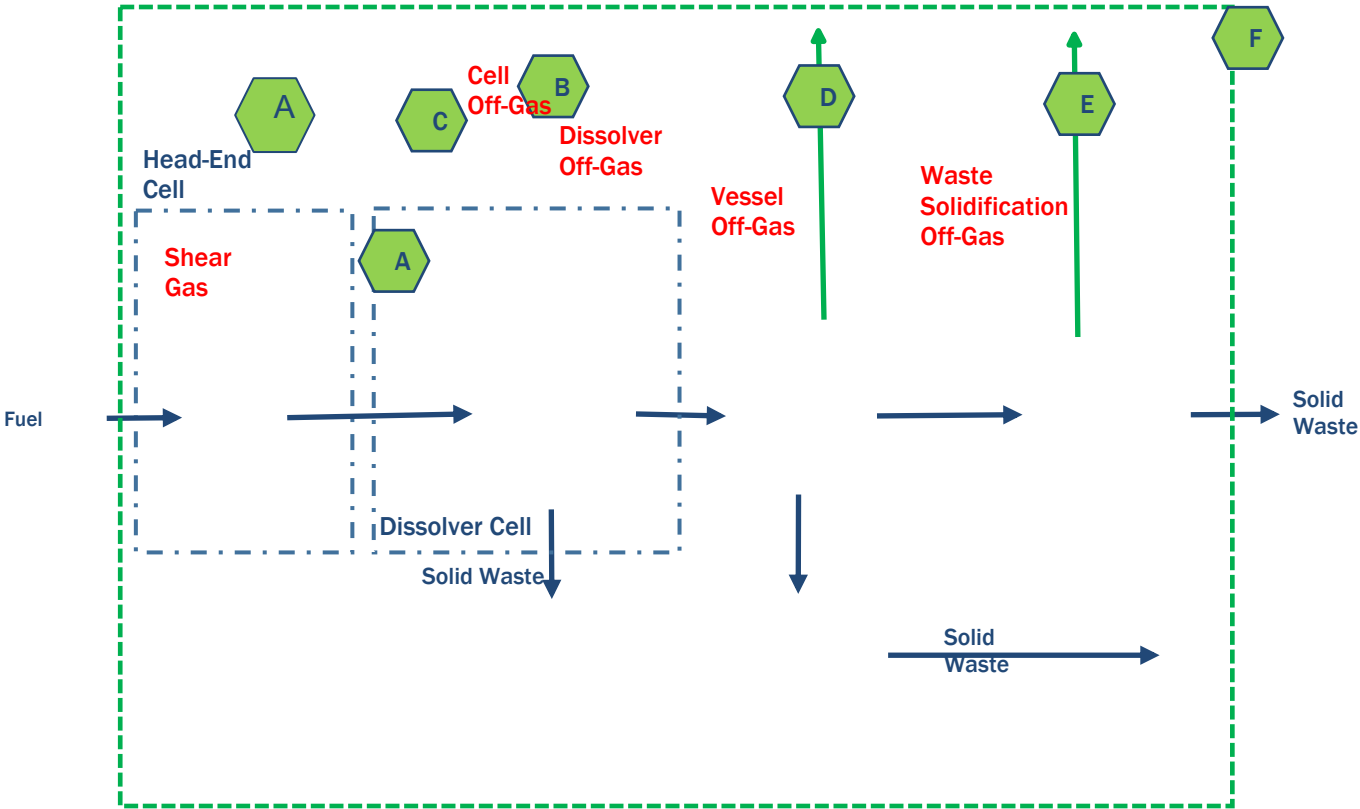 F
Cell
Off-Gas
B
A
C
D
E
Dissolver
Off-Gas
Head-End
Cell
Vessel
Off-Gas
Waste
Solidification
Off-Gas
Shear
Gas
A
Fuel
Solid
Waste
Dissolver Cell
Solid Waste
Solid
Waste